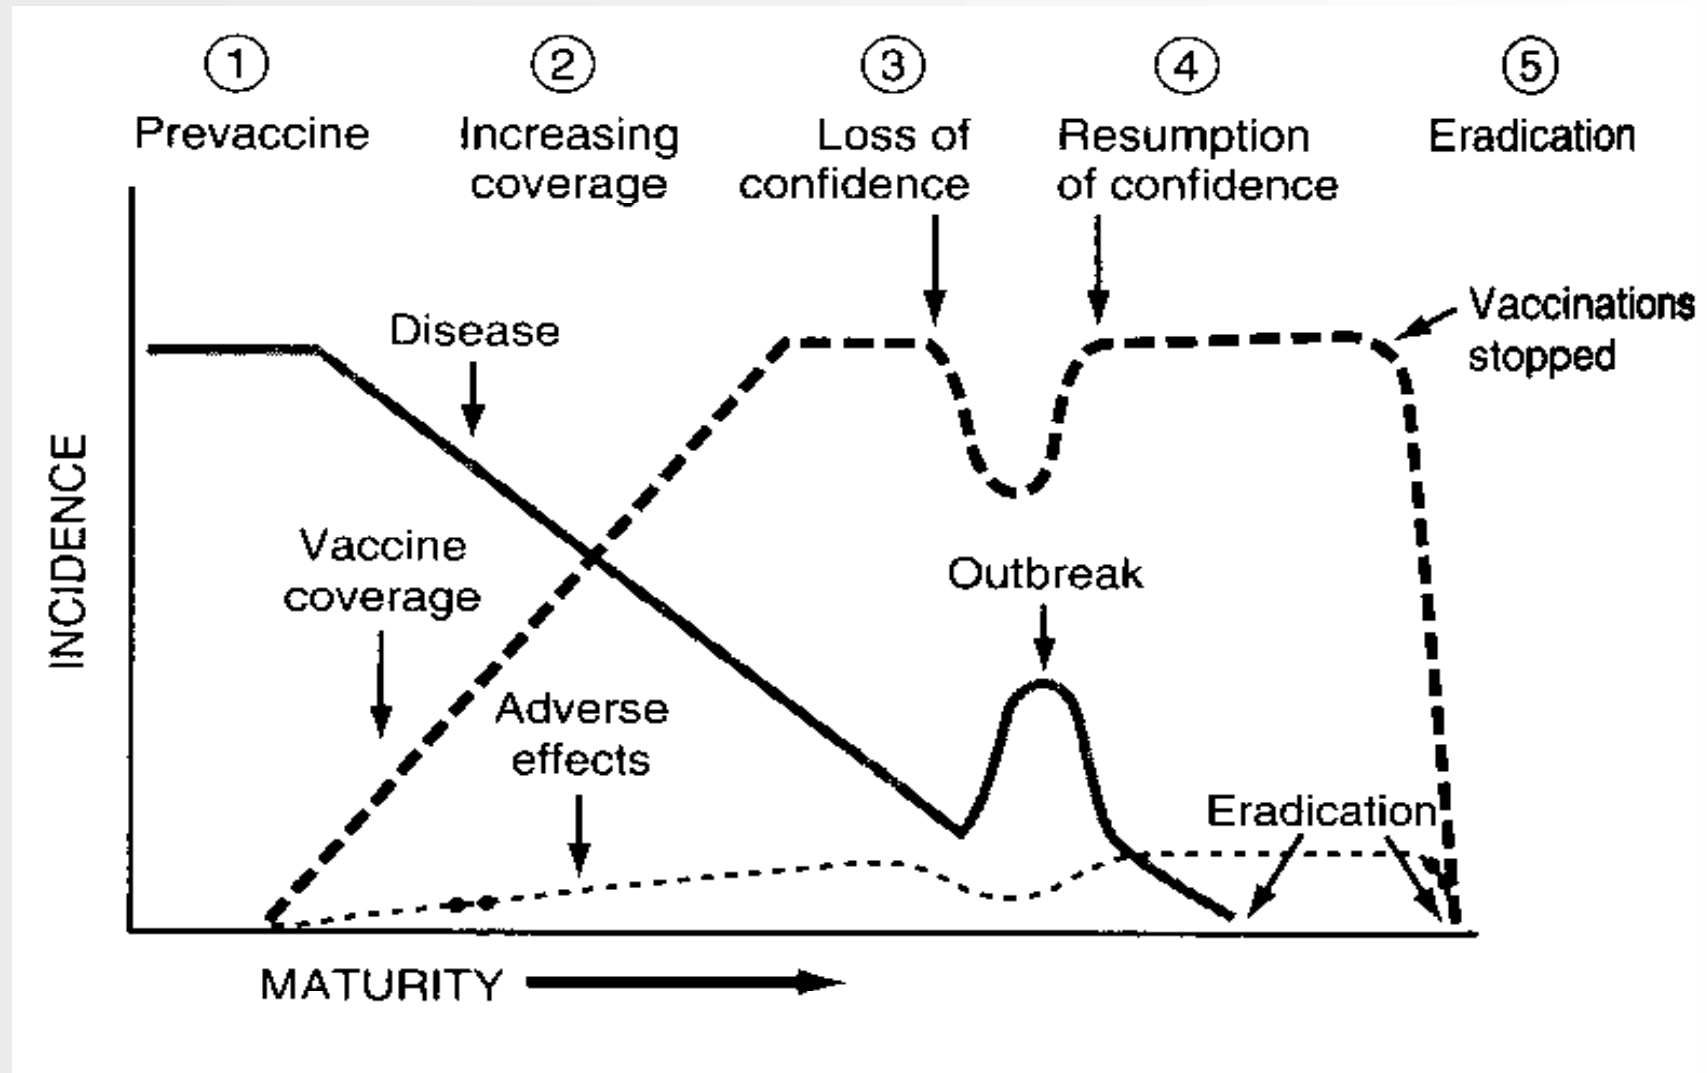 1
2
3
4
5
Prevaccine
Increasing
coverage
Loss of
confidence
Resumption
of confidence
Eradication
Vaccinations
stopped
Disease
Vaccine
coverage
Outbreak
Adverse
effects
Eradication
INCIDENCE
MATURITY